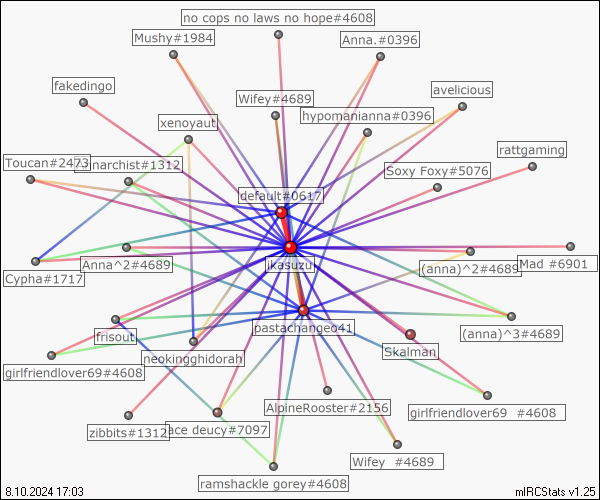 no cops no laws no hope#4608
Mushy#1984
Anna.#0396
fakedingo
Wifey#4689
avelicious
xenoyaut
hypomanianna#0396
rattgaming
Toucan#2473
narchist#1312
Soxy Foxy#5076
default#0617
Cypha#1717
Anna^2#4689
jikasuzu
(anna)^2#4689
Mad #6901
frisout
pastachangeo41
(anna)^3#4689
neokingghidorah
Skalman
girlfriendlover69#4608
AlpineRooster#2156
girlfriendlover69 #4608
zibbits#1312
ace deucy#7097
Wifey #4689
ramshackle gorey#4608
8.10.2024 17:03
mIRCStats v1.25